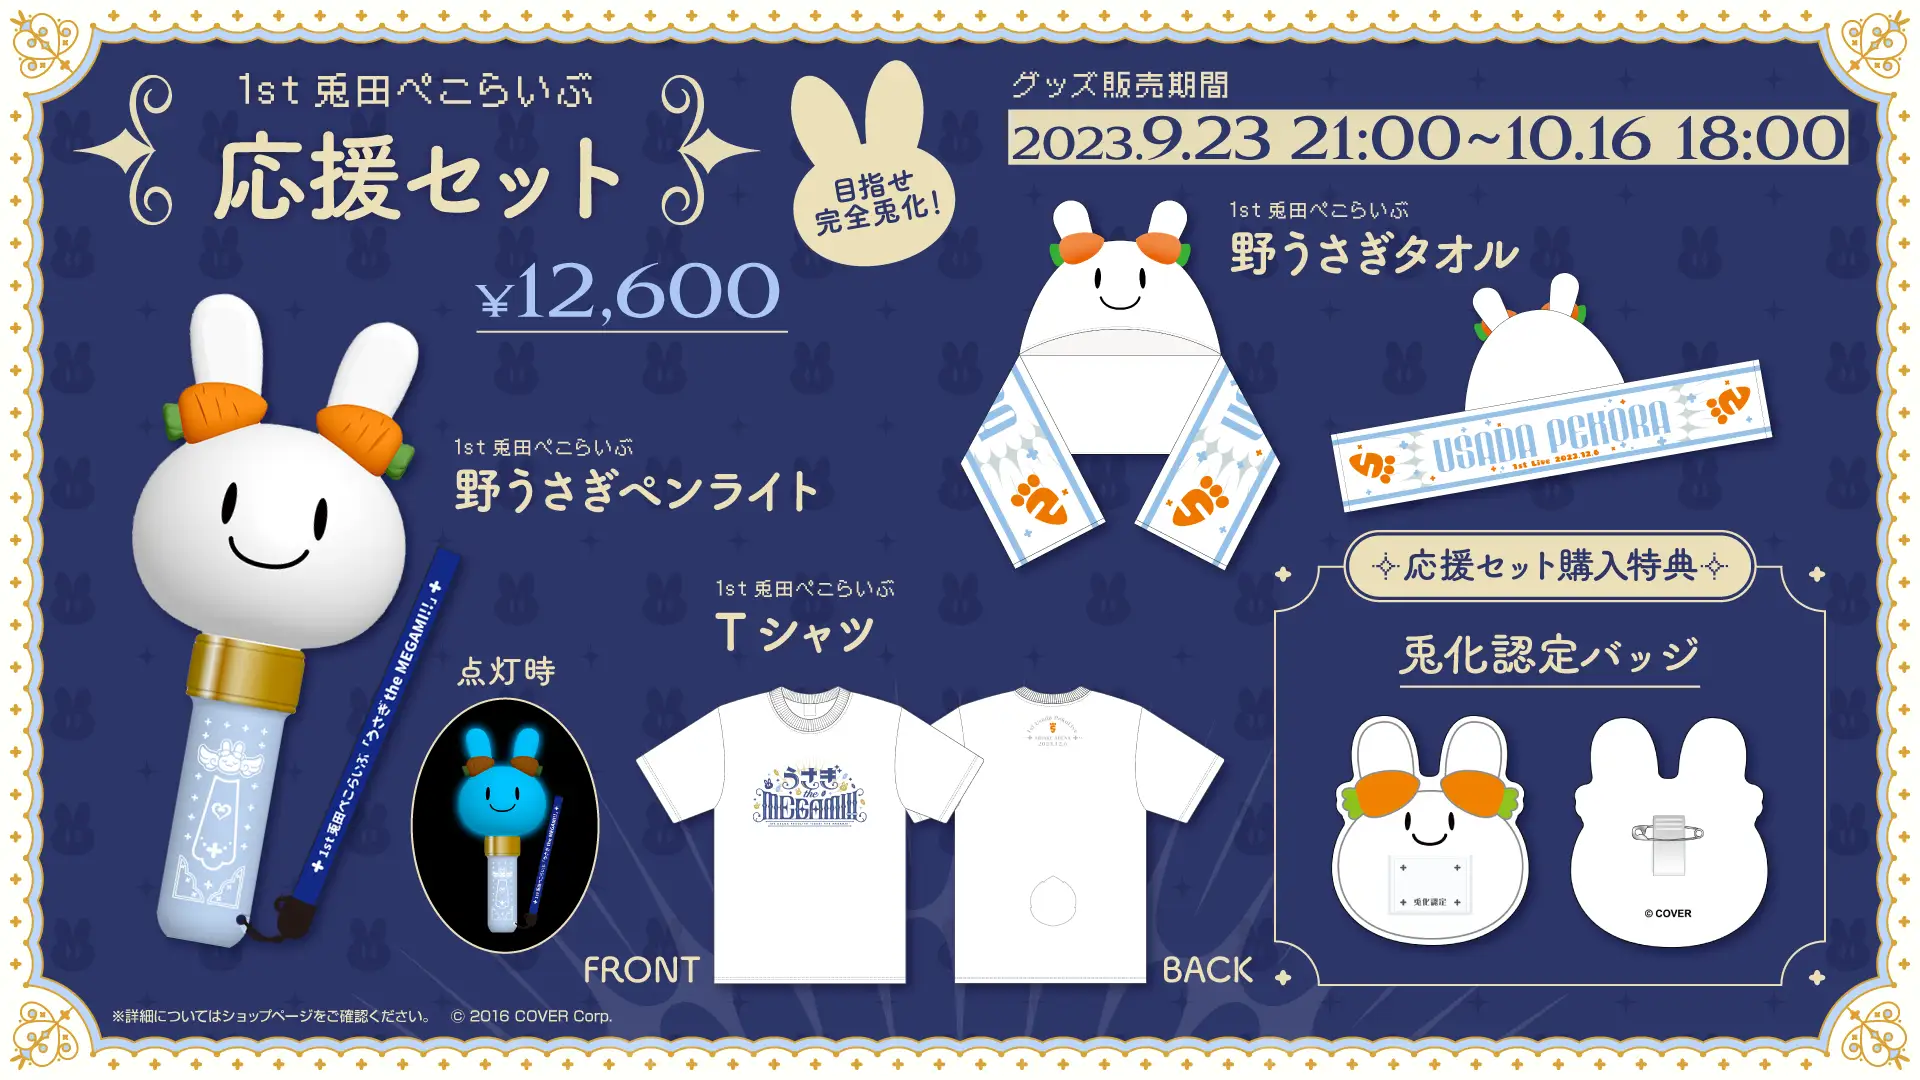 1st 兎田ぺこらいぶ
応援セット
¥12,600
目指せ
完全兎化!
グッズ販売期間
2023.9.23 21:00~10.16 18:00
1st 兎田ぺこらいぶ
野うさぎタオル
USADA PEKORA
1st Live 2023.12.6
1st 兎田ぺこらいぶ
野うさぎペンライト
1st 兎田ぺこらいぶ「うさぎ the MEGAMI!!」
点灯時
1st 兎田ぺこらいぶ
Tシャツ
うさぎ
the
MEGAMI!!
FRONT
BACK
応援セット購入特典
兎化認定バッジ
兎化認定
© COVER
※詳細についてはショップページをご確認ください。 © 2016 COVER Corp.